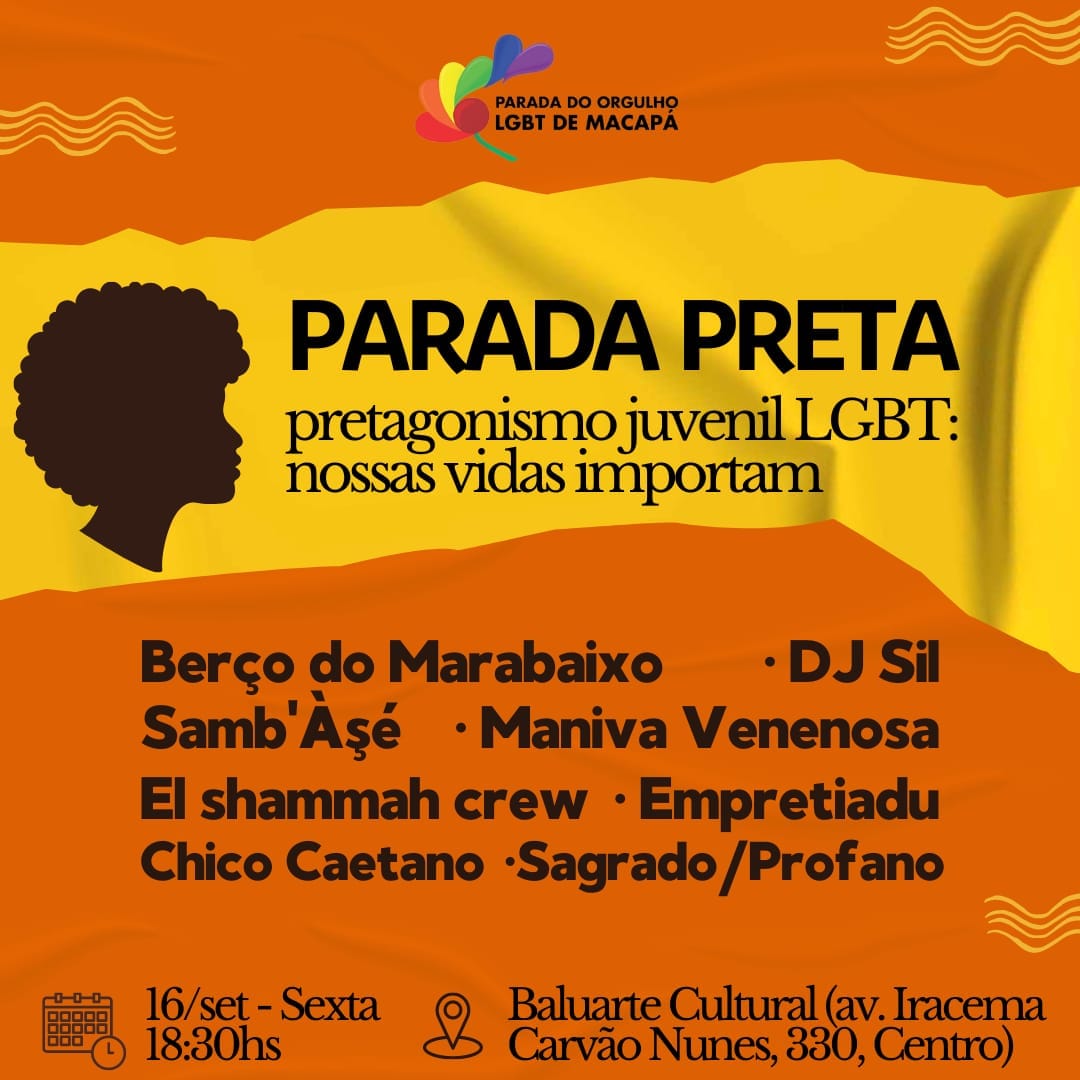 PARADA DO ORGULHO
LGBT DE MACAPÁ
PARADA PRETA
pretagonismo juvenil LGBT:
nossas vidas importam
Berço do Marabaixo · DJ Sil
Samb'Àşé · Maniva Venenosa
El shammah crew · Empretiadu
Chico Caetano ·Sagrado/Profano
16/set - Sexta
18:30hs
Baluarte Cultural (av. Iracema
Carvão Nunes, 330, Centro)